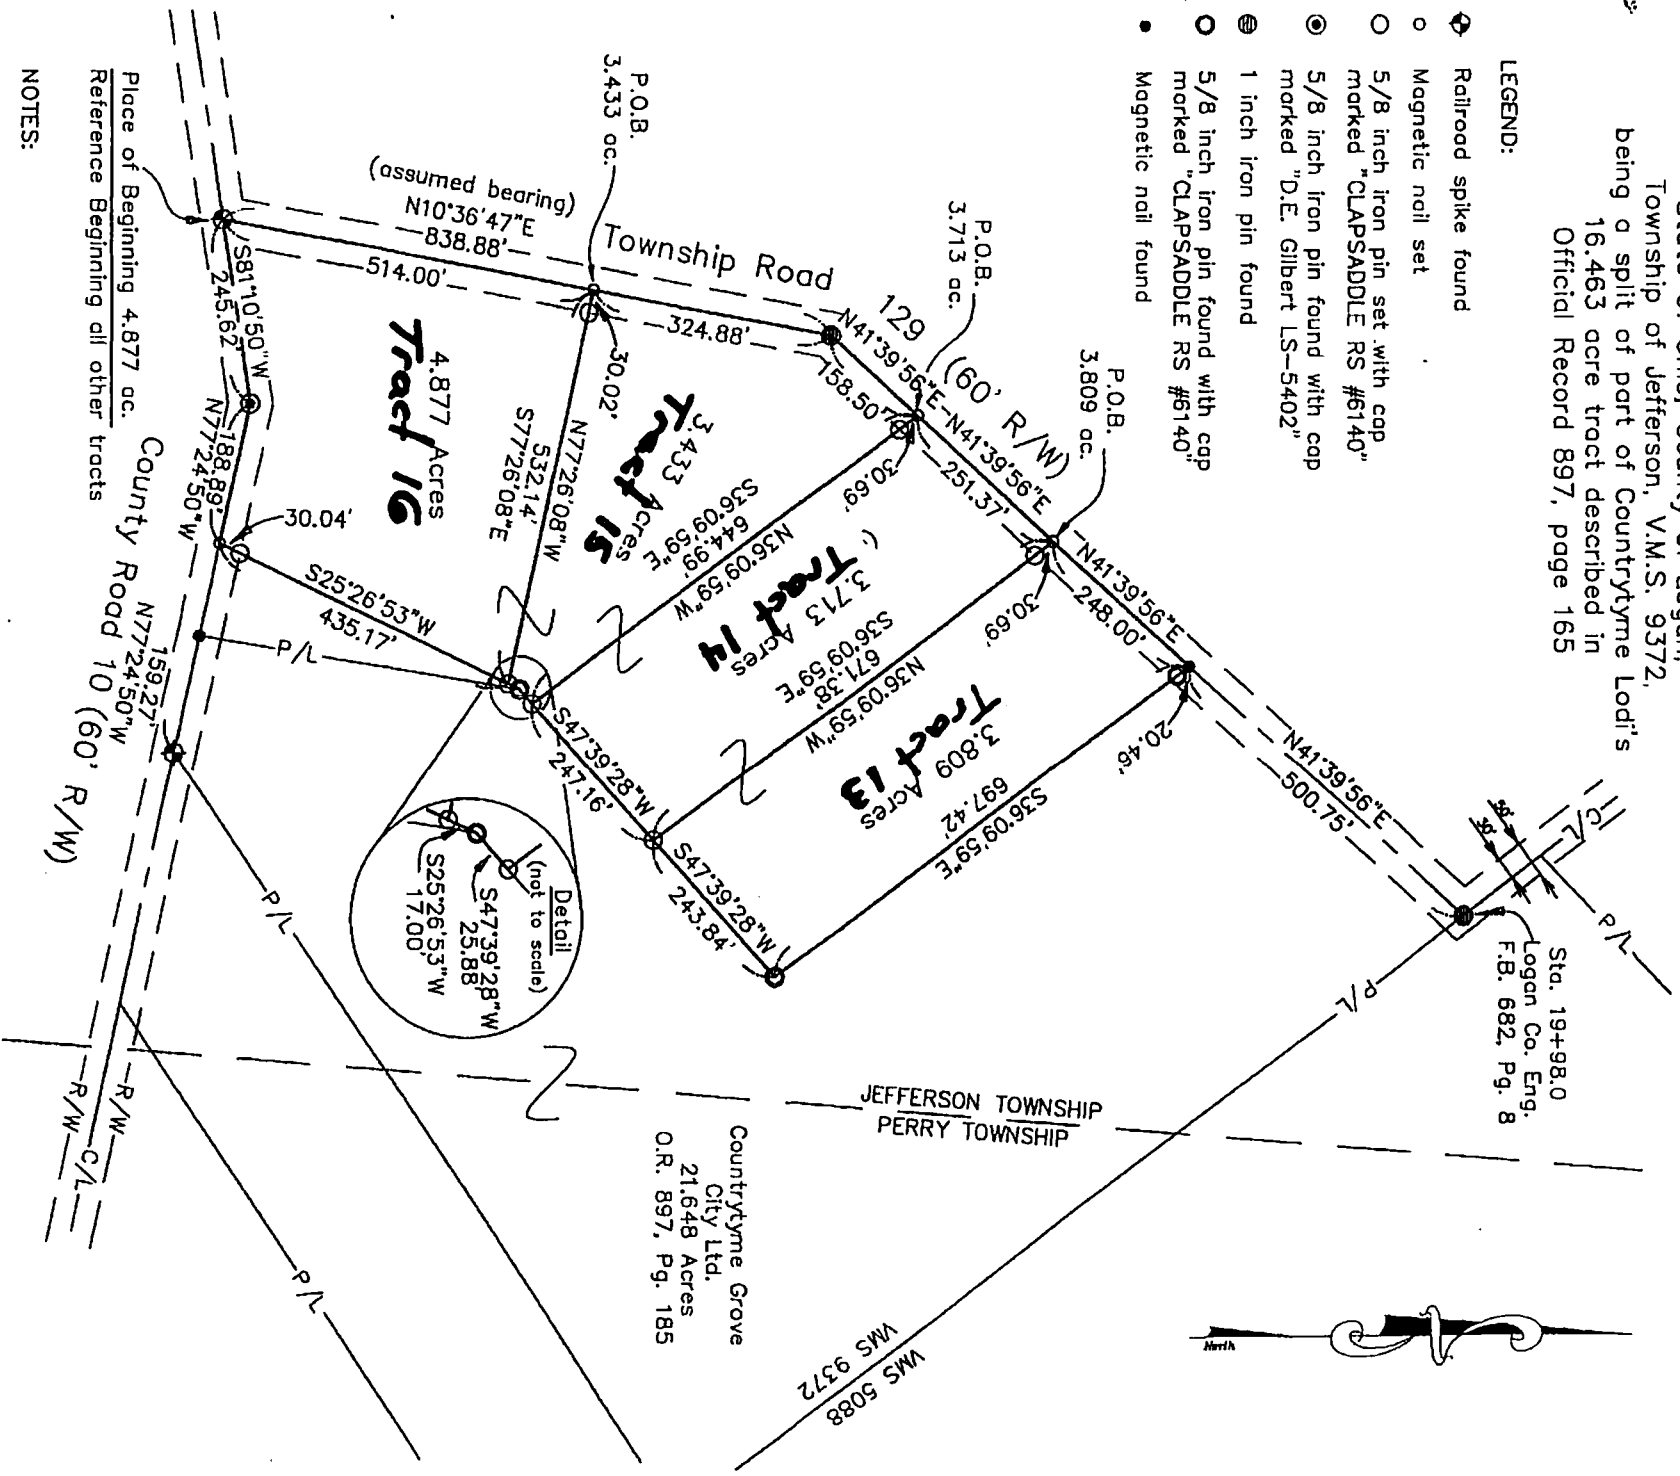 Township of Jefferson, V.M.S. 9372,
being a split of part of Countrytyme Lodi's
16.463 acre tract described in
Official Record 897, page 165
LEGEND:
Railroad spike found
Magnetic nail set
5/8 inch iron pin set with cap
marked "CLAPSADDLE RS #6140"
5/8 inch iron pin found with cap
marked "D.E. Gilbert LS-5402"
1 inch iron pin found
5/8 inch iron pin found with cap
marked "CLAPSADDLE RS #6140"
Magnetic nail found
P.O.B.
3.433 ac.
P.O.B.
3.713 ac.
P.O.B.
3.809 ac.
Township Road
129 (60' R/W)
(assumed bearing)
N10°36'47"E
838.88'
514.00'
324.88'
N41°39'56"E
158.50'
N41°39'56"E
251.37'
N41°39'56"E
248.00'
N41°39'56"E
500.75'
30.02'
30.69'
30.69'
20.46'
30'
30'
C/L
P/L
Sta. 19+98.0
Logan Co. Eng.
F.B. 682, Pg. 8
P/L
4.877 Acres
Tract 16
3.433 Acres
Tract 15
N77°26'08"W
532.14'
S77°26'08"E
S36°09'59"E
644.99'
N36°09'59"W
3.713 Acres
Tract 14
S36°09'59"E
671.38'
N36°09'59"W
Tract 13
3.809 Acres
S36°09'59"E
697.42'
S47°39'28"W
247.16'
S47°39'28"W
243.84'
S25°26'53"W
435.17'
30.04'
S81°10'50"W
245.62'
188.89'
N77°24'50"W
159.27'
N77°24'50"W
County Road 10 (60' R/W)
P/L
P/L
P/L
R/W
C/L
R/W
Detail
(not to scale)
S47°39'28"W
25.88'
S25°26'53"W
17.00'
JEFFERSON TOWNSHIP
PERRY TOWNSHIP
Countrytyme Grove
City Ltd.
21.648 Acres
O.R. 897, Pg. 185
VMS 5088
VMS 9372
North
Place of Beginning 4.877 ac.
Reference Beginning all other tracts
NOTES: